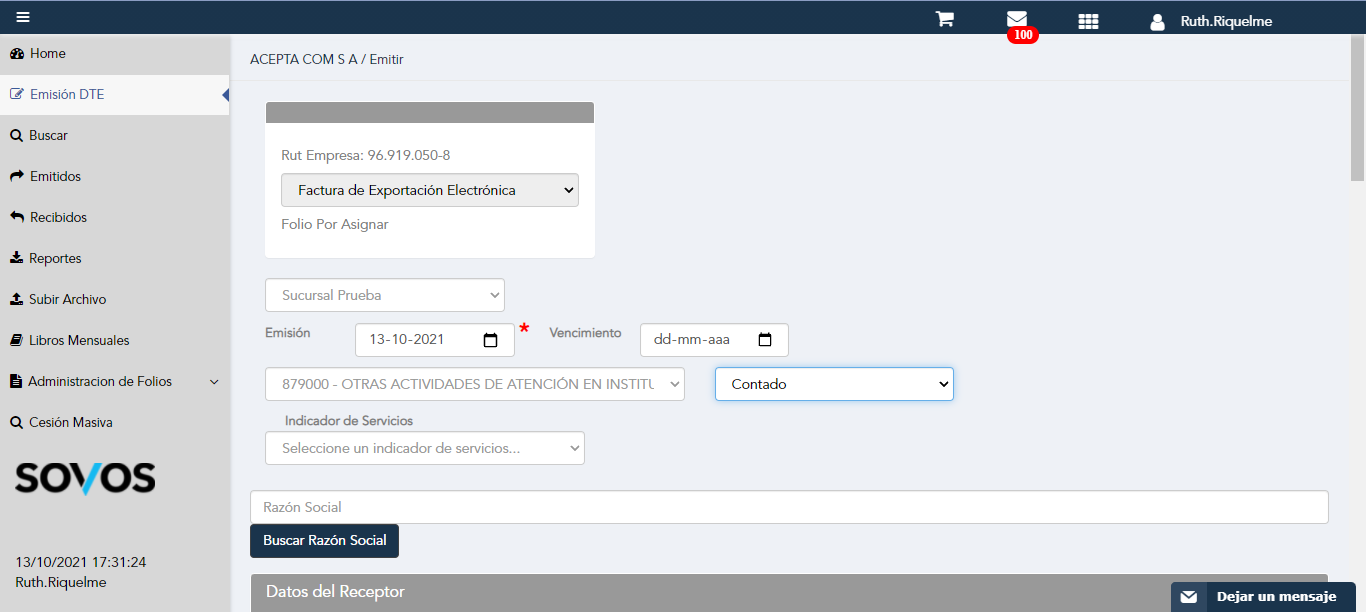 100
Ruth.Riquelme
Home
Emisión DTE
Buscar
Emitidos
Recibidos
Reportes
Subir Archivo
Libros Mensuales
Administracion de Folios
Cesión Masiva
sovos
13/10/2021 17:31:24
Ruth.Riquelme
ACEPTA COM S A / Emitir
Rut Empresa: 96.919.050-8
Factura de Exportación Electrónica
Folio Por Asignar
Sucursal Prueba
Emisión 13-10-2021 * Vencimiento dd-mm-aaa
879000 - OTRAS ACTIVIDADES DE ATENCIÓN EN INSTITU Contado
Indicador de Servicios
Seleccione un indicador de servicios...
Razón Social
Buscar Razón Social
Datos del Receptor
Dejar un mensaje